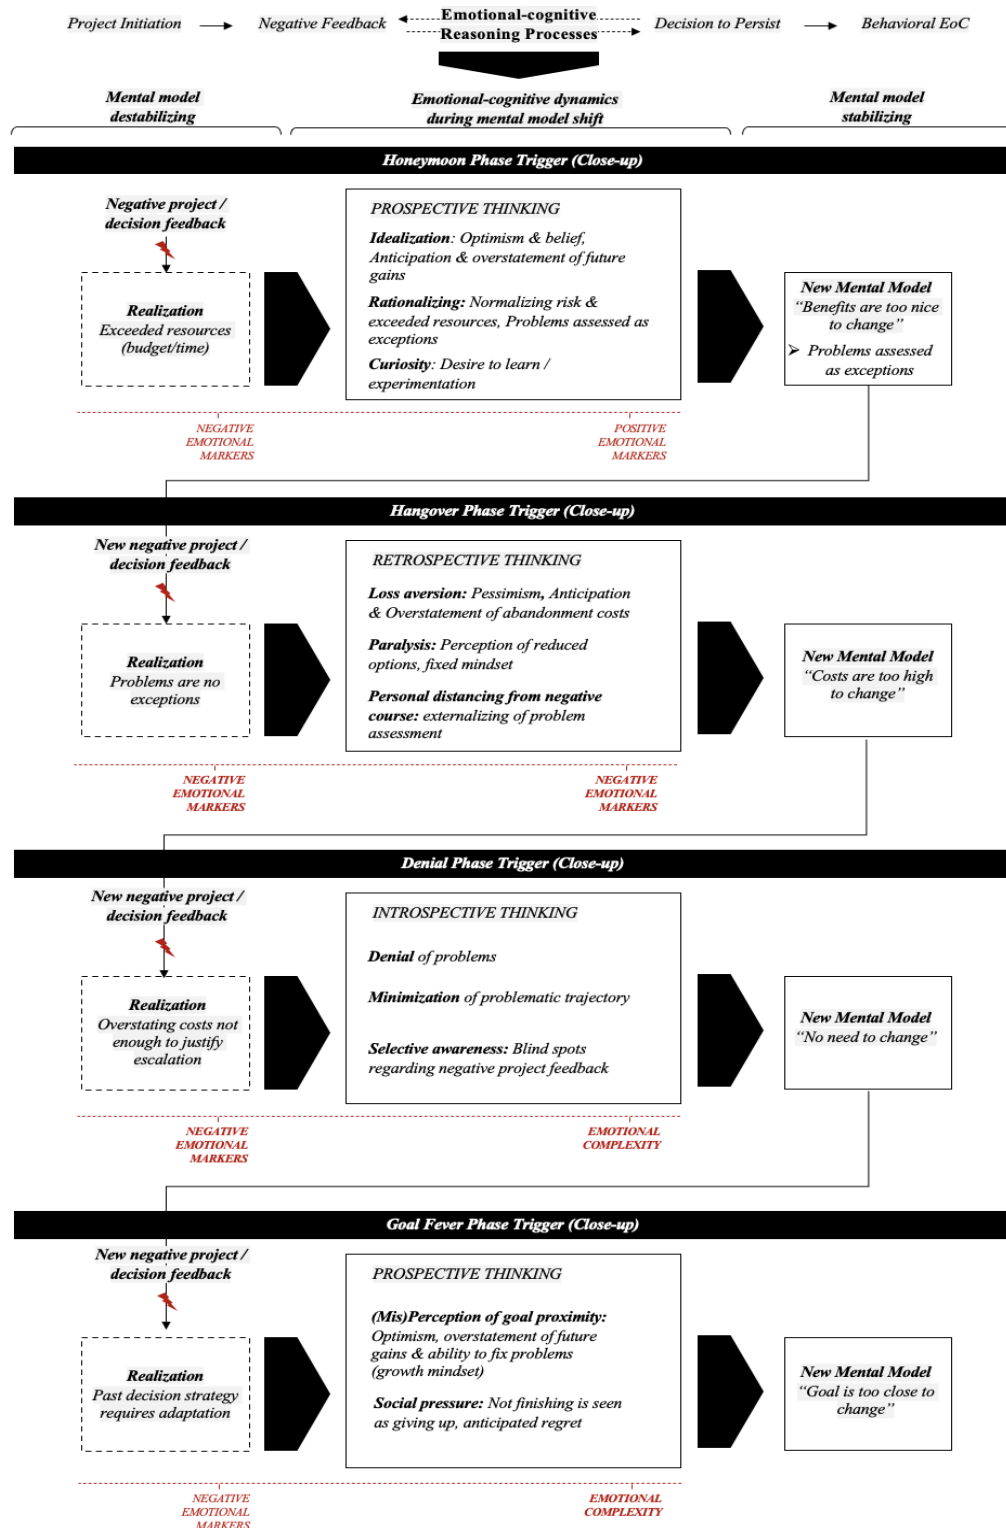 Project Initiation
Negative Feedback
Emotional-cognitive
Reasoning Processes
Decision to Persist
Behavioral EoC
Mental model
destabilizing
Emotional-cognitive dynamics
during mental model shift
Mental model
stabilizing
Honeymoon Phase Trigger (Close-up)
Negative project /
decision feedback
Realization
Exceeded resources
(budget/time)
PROSPECTIVE THINKING
Idealization: Optimism & belief,
Anticipation & overstatement of future
gains
Rationalizing: Normalizing risk &
exceeded resources, Problems assessed as
exceptions
Curiosity: Desire to learn /
experimentation
New Mental Model
“Benefits are too nice
to change”
➢ Problems assessed
as exceptions
NEGATIVE
EMOTIONAL
MARKERS
POSITIVE
EMOTIONAL
MARKERS
Hangover Phase Trigger (Close-up)
New negative project /
decision feedback
Realization
Problems are no
exceptions
RETROSPECTIVE THINKING
Loss aversion: Pessimism, Anticipation
& Overstatement of abandonment costs
Paralysis: Perception of reduced
options, fixed mindset
Personal distancing from negative
course: externalizing of problem
assessment
New Mental Model
“Costs are too high
to change”
NEGATIVE
EMOTIONAL
MARKERS
NEGATIVE
EMOTIONAL
MARKERS
Denial Phase Trigger (Close-up)
New negative project /
decision feedback
Realization
Overstating costs not
enough to justify
escalation
INTROSPECTIVE THINKING
Denial of problems
Minimization of problematic trajectory
Selective awareness: Blind spots
regarding negative project feedback
New Mental Model
“No need to change”
NEGATIVE
EMOTIONAL
MARKERS
EMOTIONAL
COMPLEXITY
Goal Fever Phase Trigger (Close-up)
New negative project /
decision feedback
Realization
Past decision strategy
requires adaptation
PROSPECTIVE THINKING
(Mis)Perception of goal proximity:
Optimism, overstatement of future
gains & ability to fix problems
(growth mindset)
Social pressure: Not finishing is seen
as giving up, anticipated regret
New Mental Model
“Goal is too close to
change”
NEGATIVE
EMOTIONAL
MARKERS
EMOTIONAL
COMPLEXITY